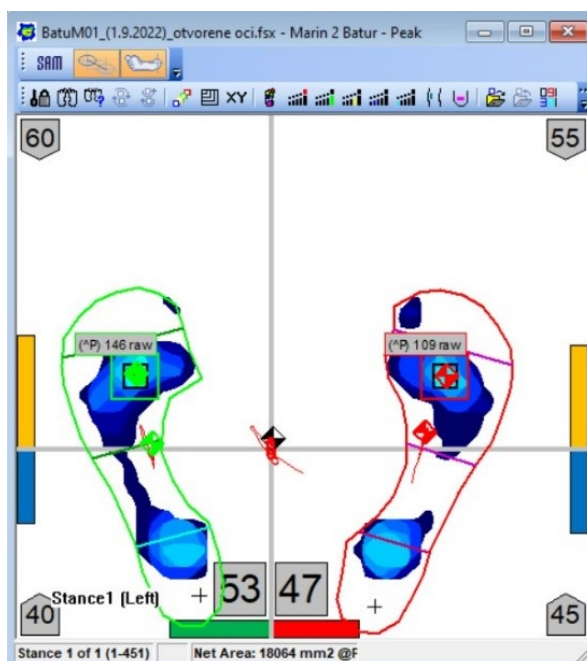 BatuM01_(1.9.2022)_otvorene oci.fsx - Marin 2 Batur - Peak
SAM
XY
60
55
(^P) 146 raw
(^P) 109 raw
53
47
Stance1 (Left)
40
45
Stance 1 of 1 (1-451)
Net Area: 18064 mm2 @F